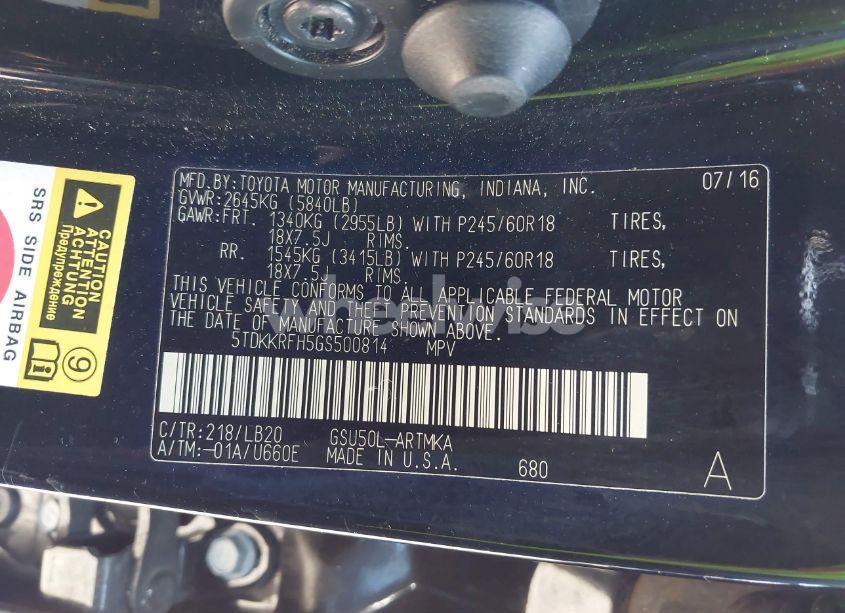 MFD.BY:TOYOTA MOTOR MANUFACTURING, INDIANA, INC. 07/16
GVWR:2645KG (5840LB)
GAWR:FRT. 1340KG (2955LB) WITH P245/60R18 TIRES,
18X7.5J RIMS.
RR. 1545KG (3415LB) WITH P245/60R18 TIRES,
18X7.5J RIMS.
THIS VEHICLE CONFORMS TO ALL APPLICABLE FEDERAL MOTOR
VEHICLE SAFETY AND THEFT PREVENTION STANDARDS IN EFFECT ON
THE DATE OF MANUFACTURE SHOWN ABOVE.
5TDKKRFH5GS500814 MPV
C/TR:218/LB20 GSU50L-ARTMKA
A/TM:-01A/U660E MADE IN U.S.A. 680 A
SRS SIDE AIRBAG
CAUTION
ATTENTION
ACHTUNG
Предупреждение
9
wheelwise